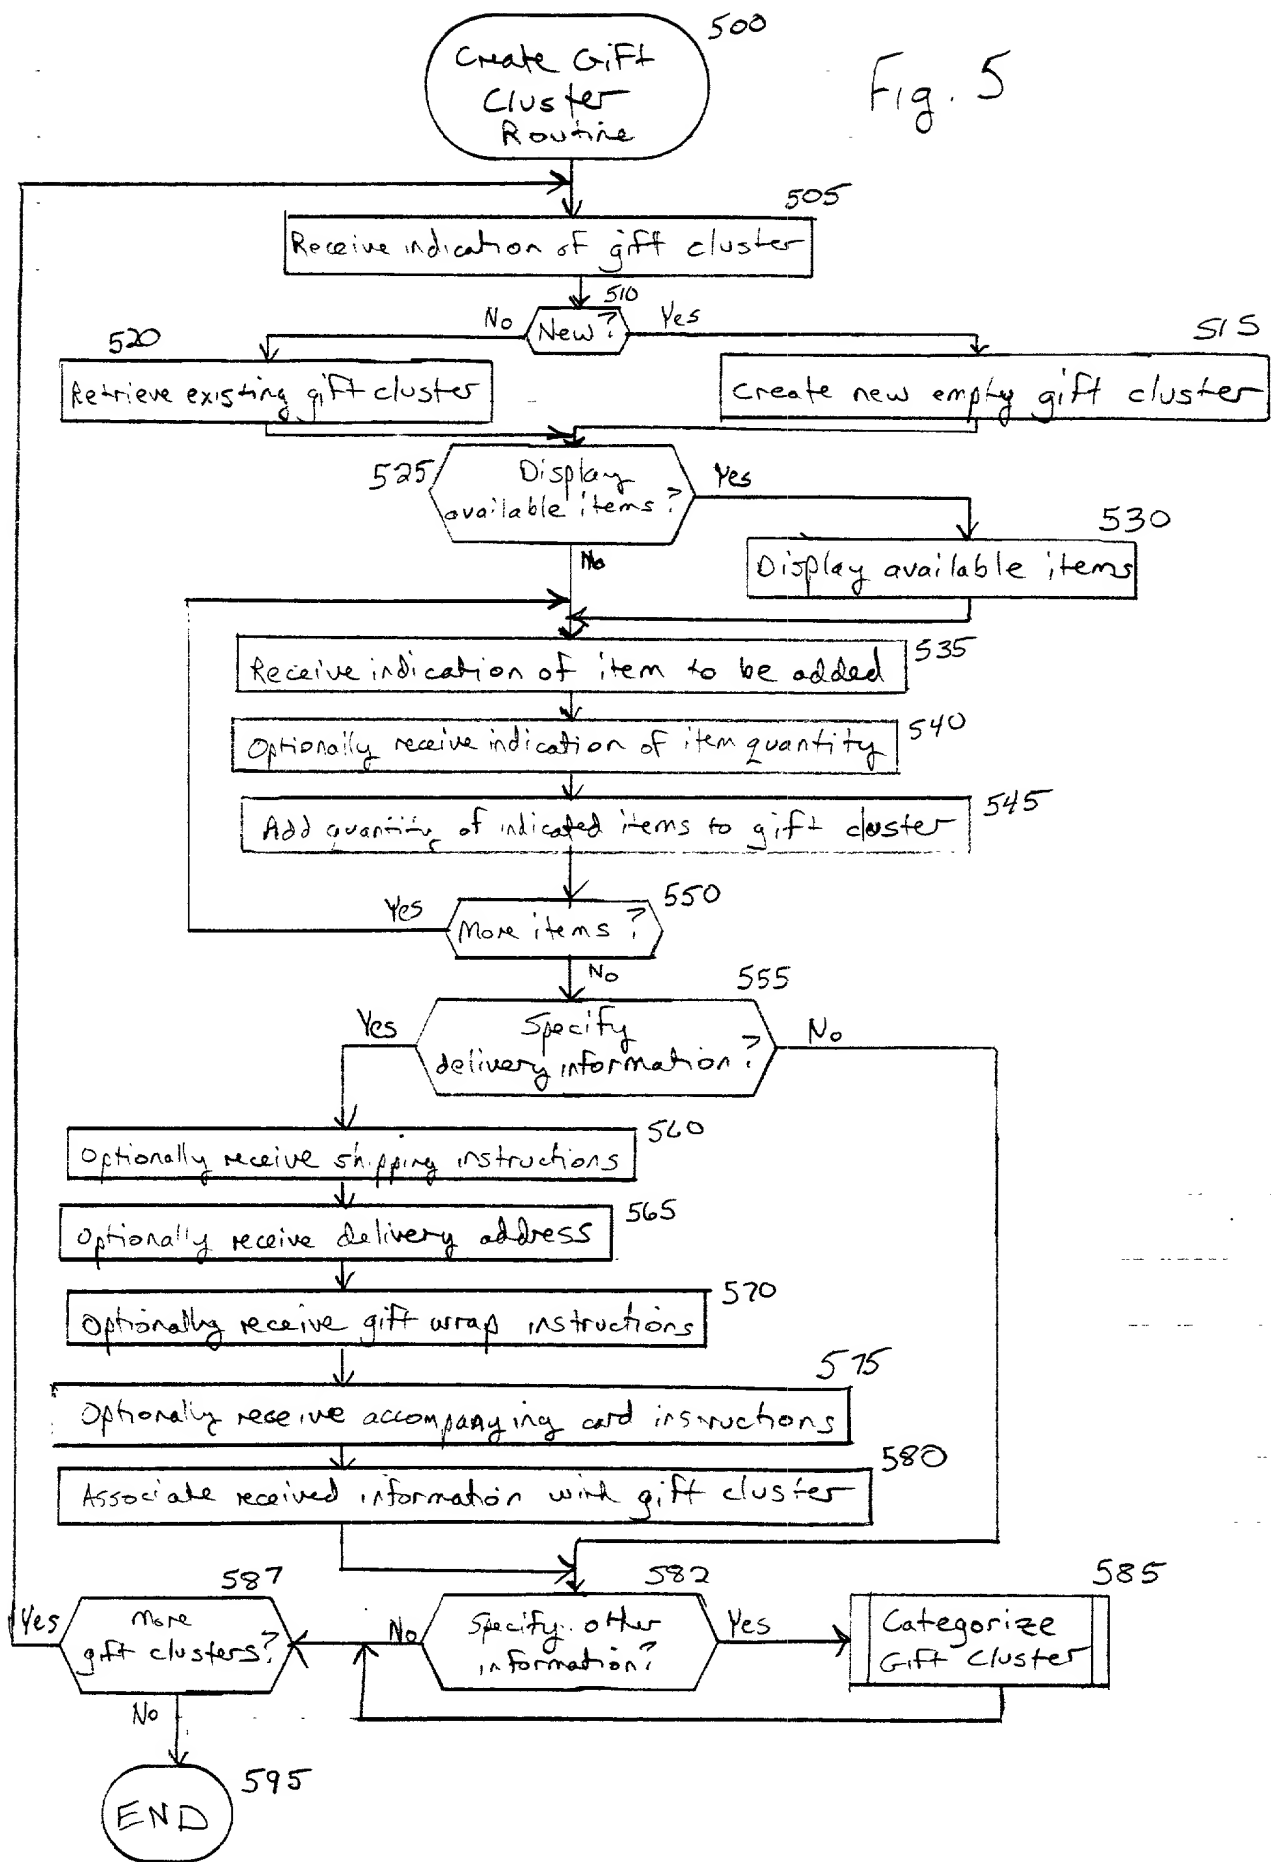 500
Create Gift
Cluster
Routine
Fig. 5
505
Receive indication of gift cluster
510
No
New?
Yes
520
515
Retrieve existing gift cluster
Create new empty gift cluster
525
Display
available items?
Yes
530
No
Display available items
535
Receive indication of item to be added
540
Optionally receive indication of item quantity
545
Add quantity of indicated items to gift cluster
550
Yes
More items?
No
555
Yes
Specify
delivery information?
No
560
Optionally receive shipping instructions
565
Optionally receive delivery address
570
Optionally receive gift wrap instructions
575
Optionally receive accompanying card instructions
580
Associate received information with gift cluster
587
582
585
Yes
More
gift clusters?
No
Specify other
information?
Yes
Categorize
Gift Cluster
No
595
END